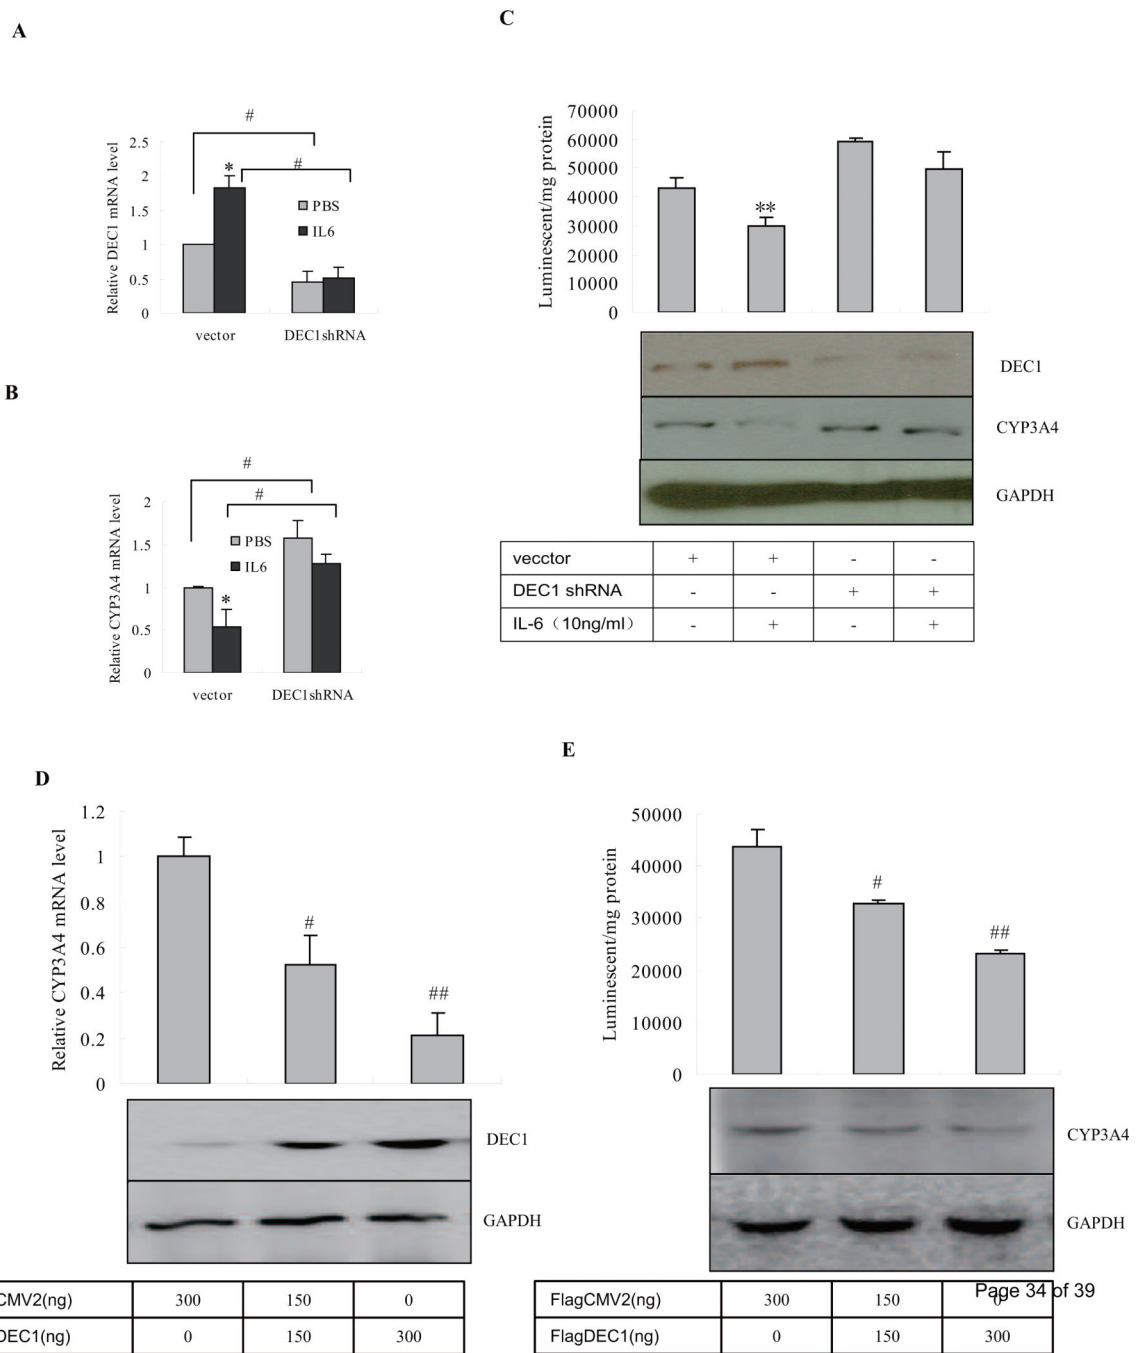 A
#
2.5
2
1.5
1
0.5
0
Relative DEC1 mRNA level
*
#
PBS
IL6
vector
DEC1shRNA
B
#
#
2
1.5
1
0.5
0
Relative CYP3A4 mRNA level
PBS
IL6
*
vector
DEC1shRNA
C
70000
60000
50000
40000
30000
20000
10000
0
Luminescent/mg protein
**
DEC1
CYP3A4
GAPDH
vecctor + + - -
DEC1 shRNA - - + +
IL-6（10ng/ml） - + - +
D
1.2
1
0.8
0.6
0.4
0.2
0
Relative CYP3A4 mRNA level
#
##
DEC1
GAPDH
CMV2(ng) 300 150 0
DEC1(ng) 0 150 300
E
50000
40000
30000
20000
10000
0
Luminescent/mg protein
#
##
CYP3A4
GAPDH
FlagCMV2(ng) 300 150 0
FlagDEC1(ng) 0 150 300
Page 34 of 39